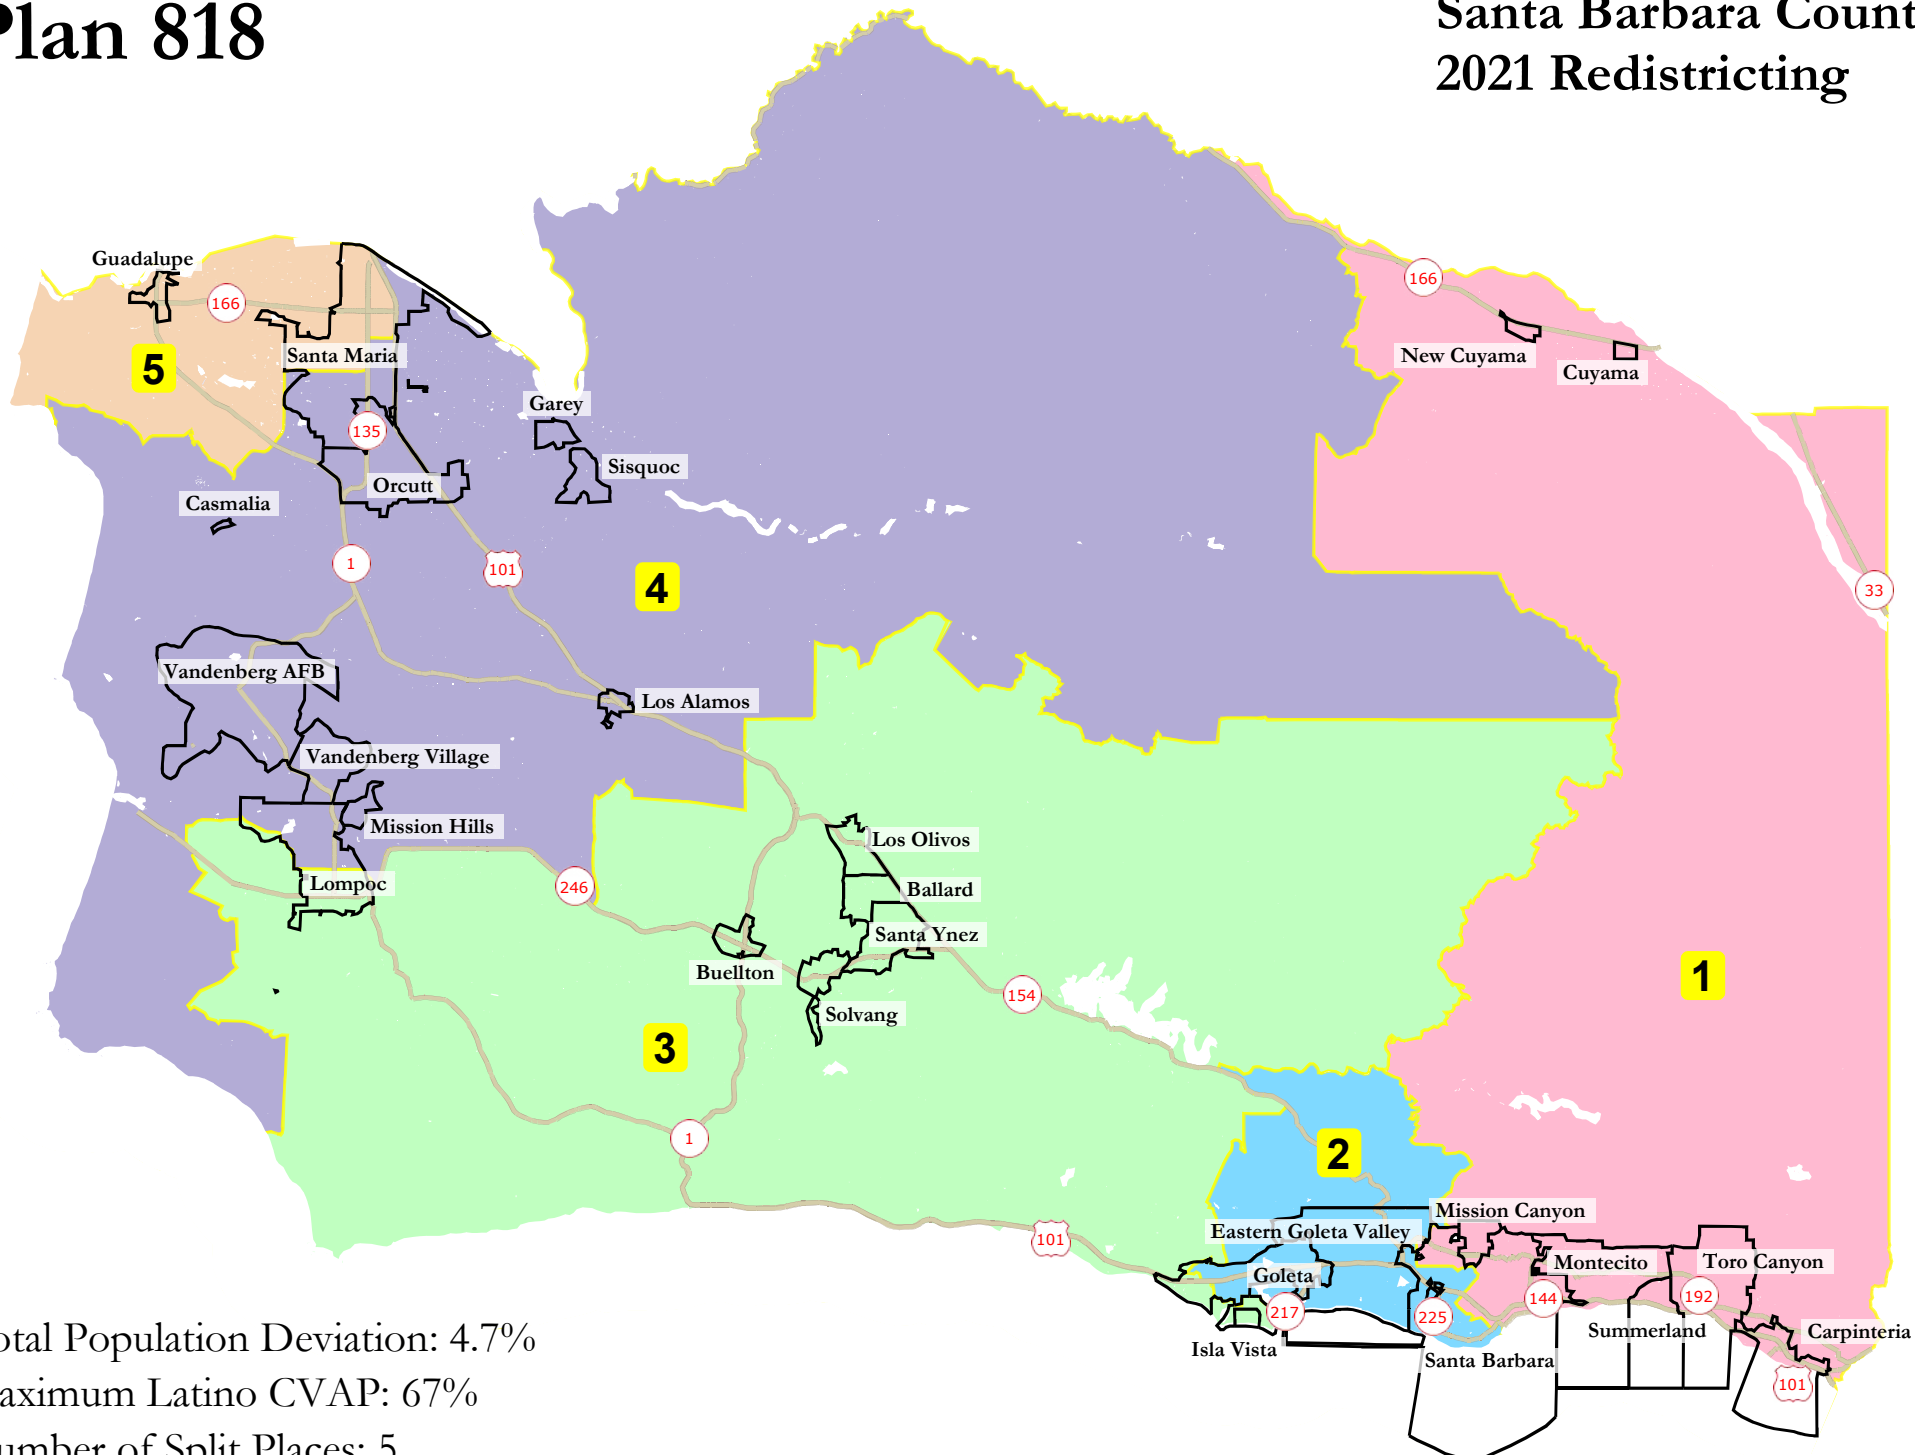 Plan 818
Santa Barbara Count
2021 Redistricting
Guadalupe
166
5
Santa Maria
135
Orcutt
Casmalia
Garey
Sisquoc
166
New Cuyama
Cuyama
33
1
101
4
Vandenberg AFB
Los Alamos
Vandenberg Village
Mission Hills
Lompoc
246
Los Olivos
Ballard
Santa Ynez
Buellton
Solvang
154
1
3
1
101
2
Mission Canyon
Eastern Goleta Valley
Goleta
217
225
144
Montecito
Toro Canyon
192
Isla Vista
Santa Barbara
Summerland
Carpinteria
101
otal Population Deviation: 4.7%
aximum Latino CVAP: 67%
umber of Split Places: 5